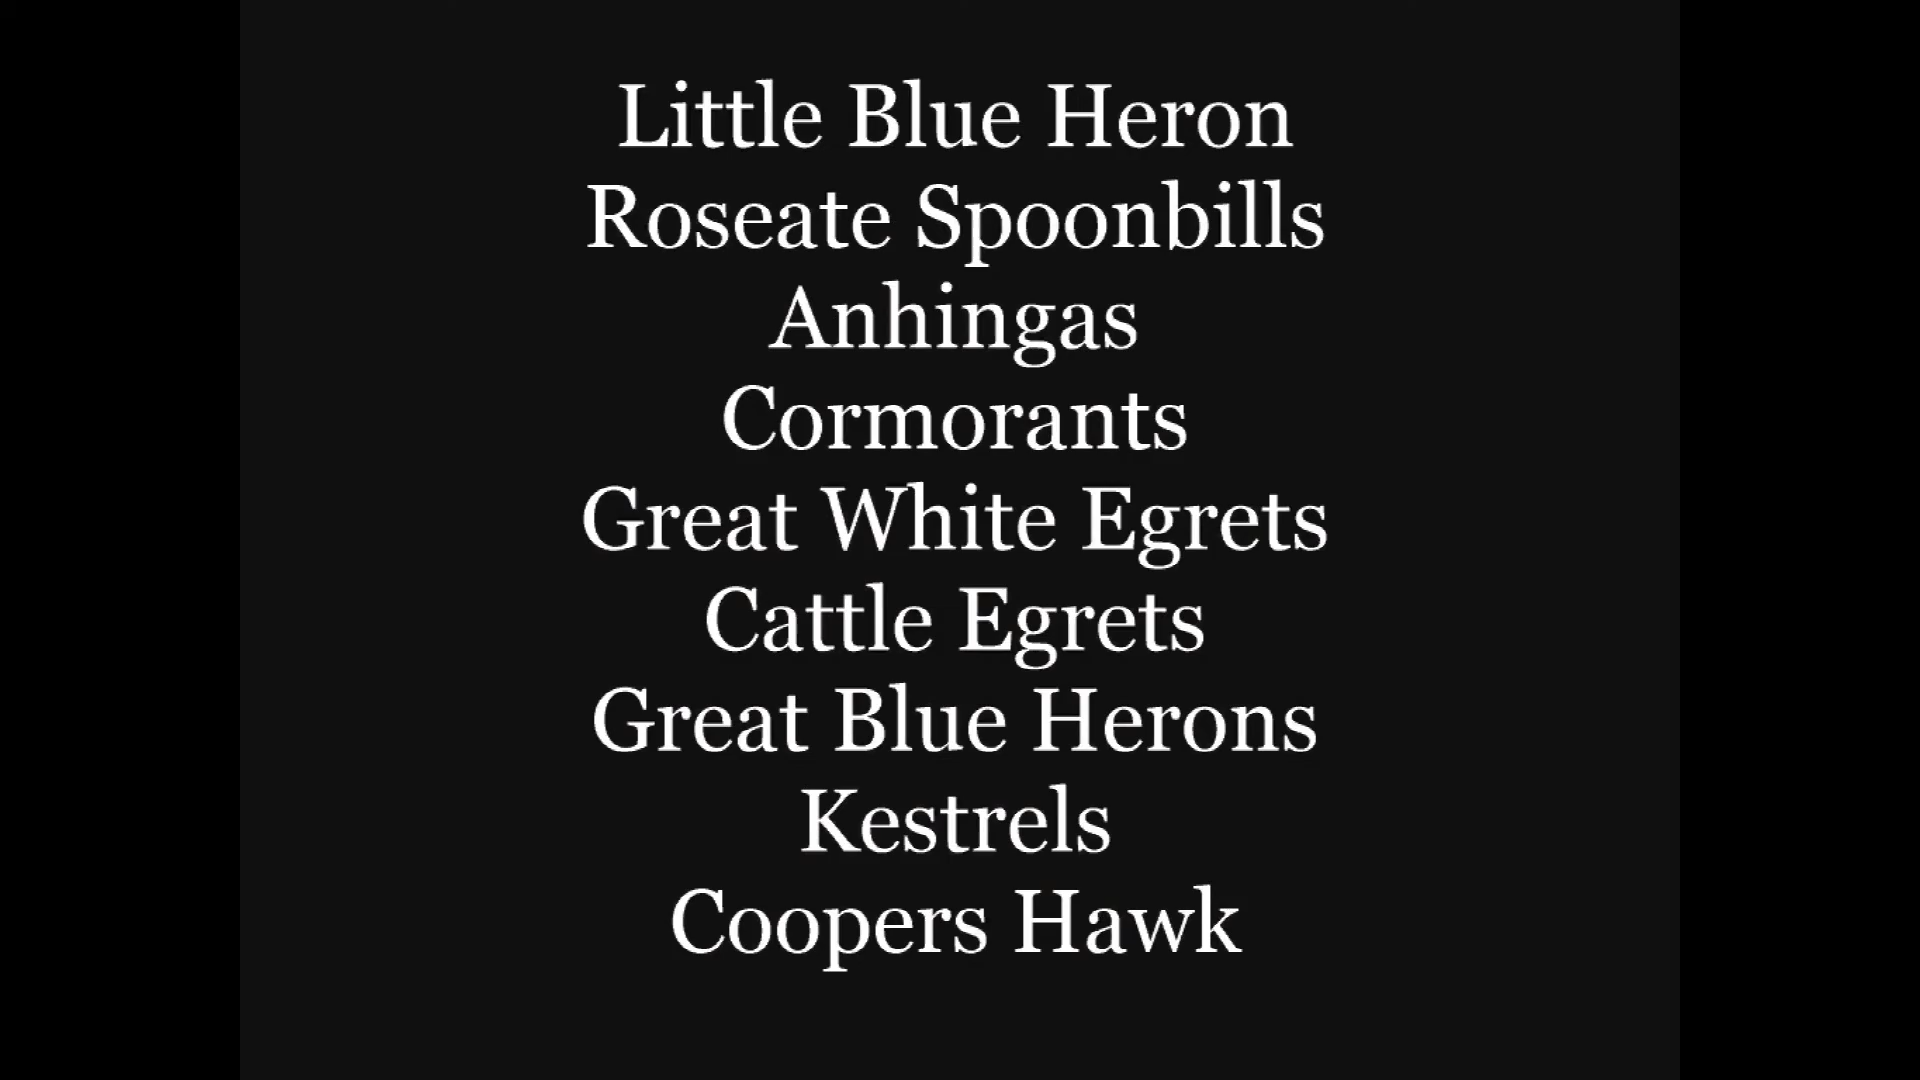 Little Blue Heron
Roseate Spoonbills
Anhingas
Cormorants
Great White Egrets
Cattle Egrets
Great Blue Herons
Kestrels
Coopers Hawk